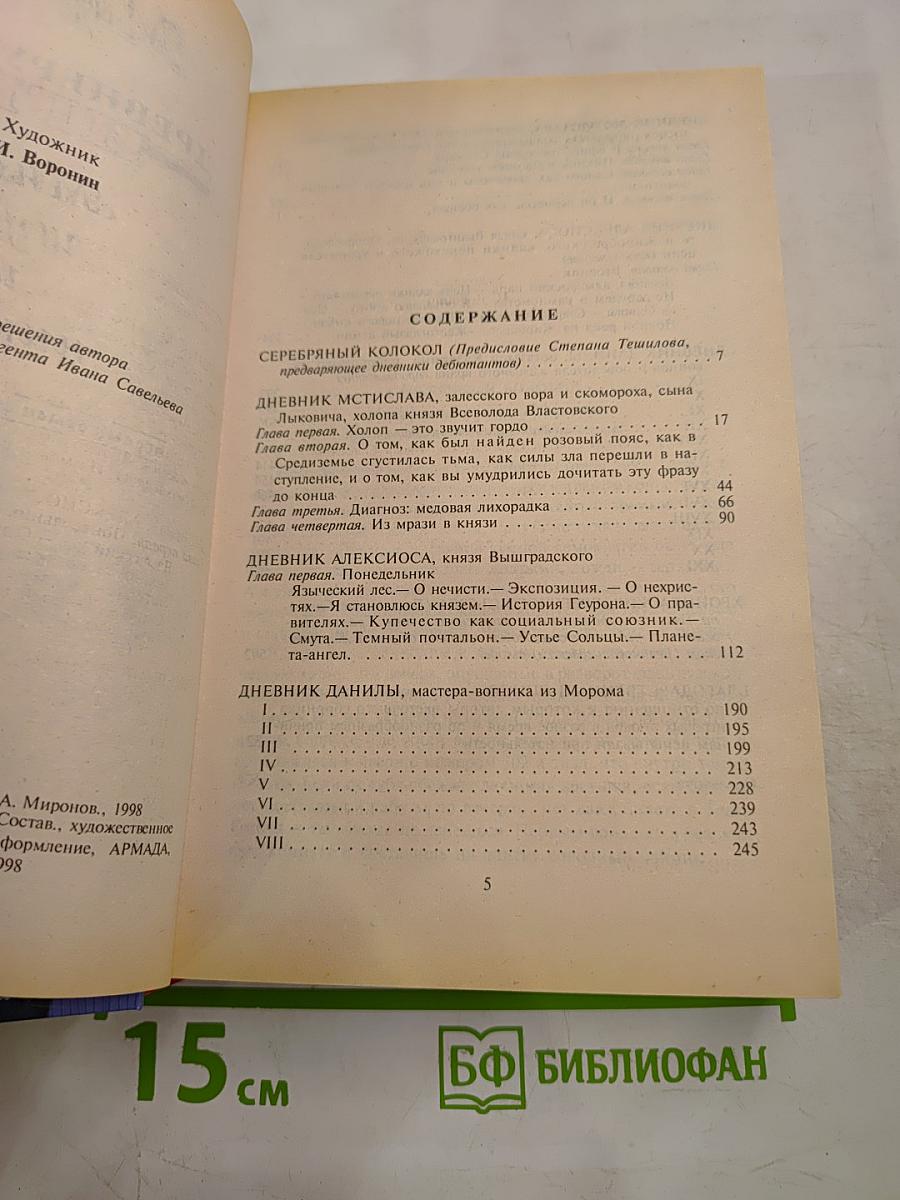 Художник
И. Воронин
решения автора
гента Ивана Савельева
А. Миронов., 1998
Состав., художественное
формление, АРМАДА,
998
СОДЕРЖАНИЕ
СЕРЕБРЯНЫЙ КОЛОКОЛ (Предисловие Степана Тешилова,
предваряющее дневники дебютантов) . . . . . . . . . . . . . . . . 7
ДНЕВНИК МСТИСЛАВА, залесского вора и скомороха, сына
Лыковича, холопа князя Всеволода Властовского
Глава первая. Холоп — это звучит гордо . . . . . . . . . . . . . . 17
Глава вторая. О том, как был найден розовый пояс, как в
Средиземье сгустилась тьма, как силы зла перешли в на-
ступление, и о том, как вы умудрились дочитать эту фразу
до конца . . . . . . . . . . . . . . . . . . . . . . . . . . . . . . 44
Глава третья. Диагноз: медовая лихорадка . . . . . . . . . . . . . 66
Глава четвертая. Из мрази в князи . . . . . . . . . . . . . . . . . 90
ДНЕВНИК АЛЕКСИОСА, князя Вышградского
Глава первая. Понедельник
Языческий лес.— О нечисти.— Экспозиция. — О нехрис-
тях.—Я становлюсь князем.— История Геурона.— О пра-
вителях.— Купечество как социальный союзник.—
Смута.— Темный почтальон.— Устье Сольцы.— Плане-
та-ангел. . . . . . . . . . . . . . . . . . . . . . . . . . . . . 112
ДНЕВНИК ДАНИЛЫ, мастера-вогника из Морома
I . . . . . . . . . . . . . . . . . . . . . . . . . . . . . . . . 190
II . . . . . . . . . . . . . . . . . . . . . . . . . . . . . . . 195
III . . . . . . . . . . . . . . . . . . . . . . . . . . . . . . 199
IV . . . . . . . . . . . . . . . . . . . . . . . . . . . . . . . 213
V . . . . . . . . . . . . . . . . . . . . . . . . . . . . . . . . 228
VI . . . . . . . . . . . . . . . . . . . . . . . . . . . . . . . 239
VII . . . . . . . . . . . . . . . . . . . . . . . . . . . . . . 243
VIII . . . . . . . . . . . . . . . . . . . . . . . . . . . . . . 245
5
15 см
БФ БИБЛИОФАН